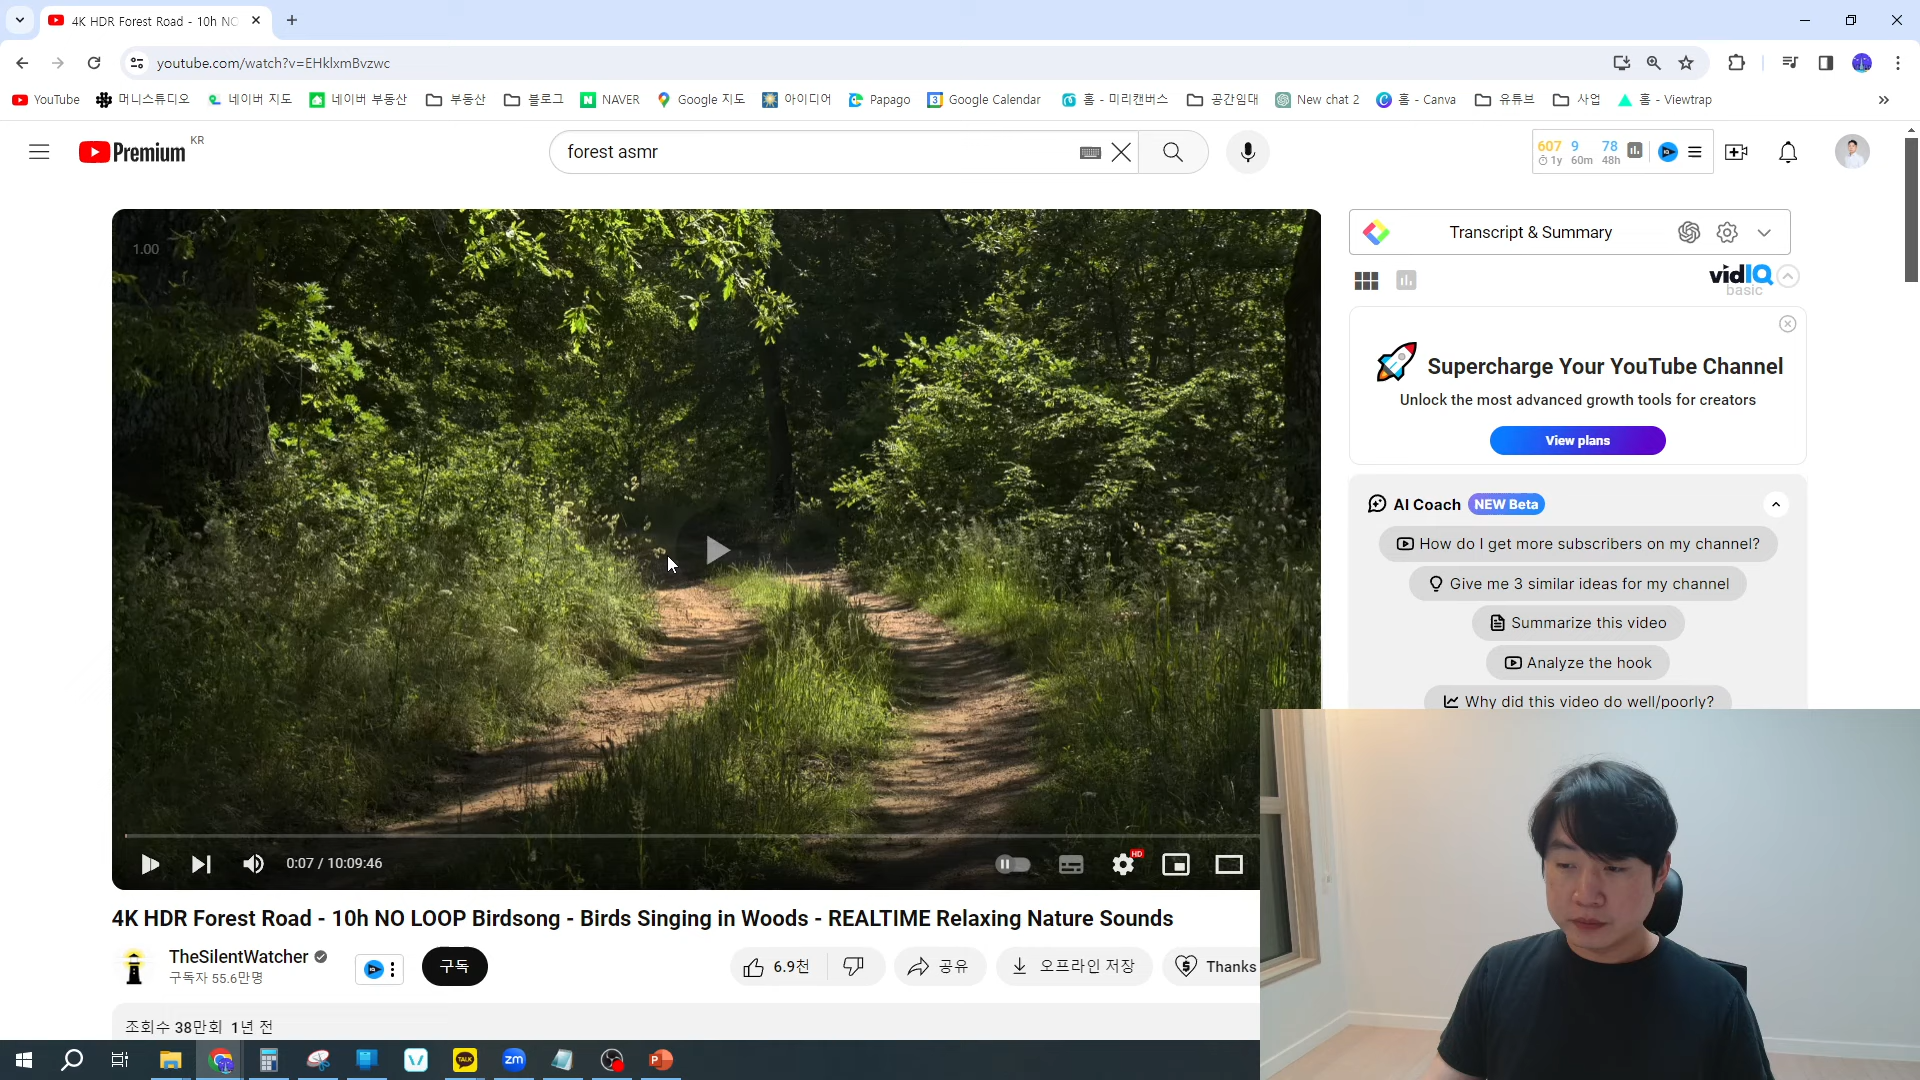 4K HDR Forest Road - 10h NO
youtube.com/watch?v=EHklxmBvzwc
YouTube 머니스튜디오 네이버 지도 네이버 부동산 부동산 블로그 NAVER Google 지도 아이디어 Papago Google Calendar 홈 - 미리캔버스 공간임대 New chat 2 홈 - Canva 유튜브 사업 홈 - Viewtrap
Premium KR
forest asmr
607 9 78
1y 60m 48h
1.00
Transcript & Summary
vidIQ
basic
Supercharge Your YouTube Channel
Unlock the most advanced growth tools for creators
View plans
AI Coach NEW Beta
How do I get more subscribers on my channel?
Give me 3 similar ideas for my channel
Summarize this video
Analyze the hook
Why did this video do well/poorly?
0:07 / 10:09:46
HD
4K HDR Forest Road - 10h NO LOOP Birdsong - Birds Singing in Woods - REALTIME Relaxing Nature Sounds
TheSilentWatcher
구독자 55.6만명
구독
6.9천
공유
오프라인 저장
Thanks
조회수 38만회 1년 전
TALK
zm